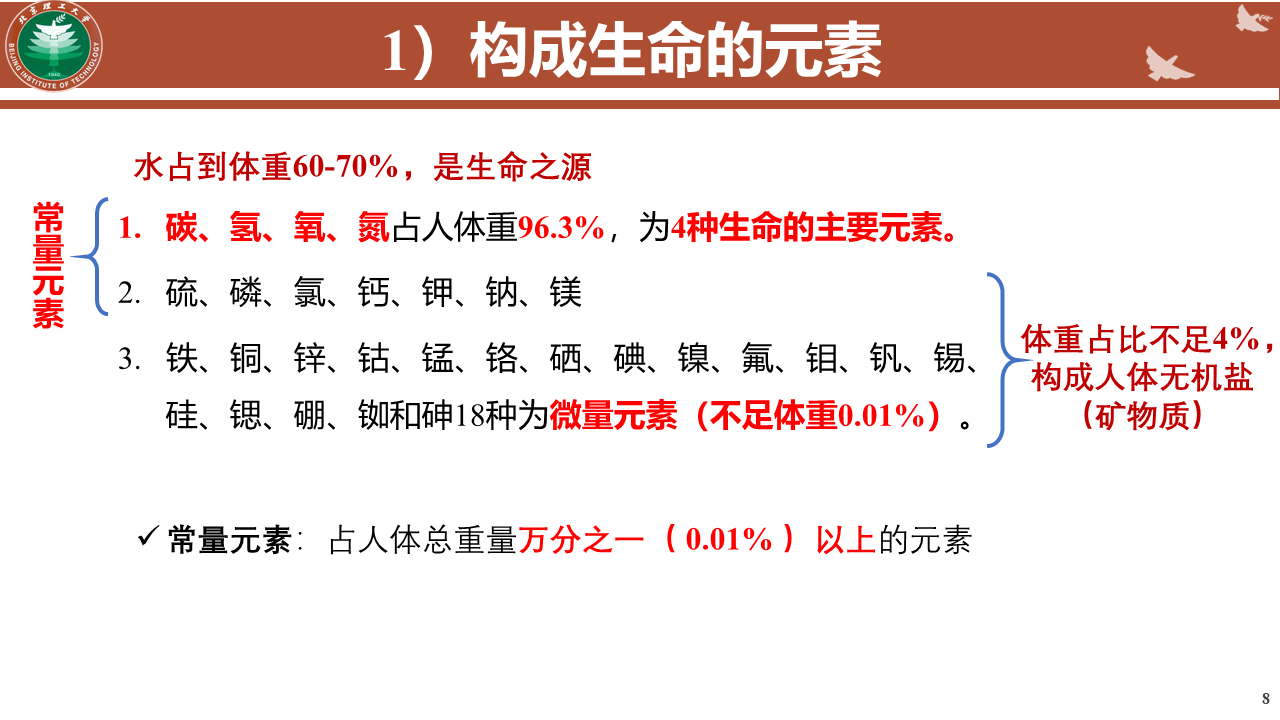 北京理工大学
BEIJING INSTITUTE OF TECHNOLOGY
1940
1）构成生命的元素
水占到体重60-70%，是生命之源
常量元素
1. 碳、氢、氧、氮占人体重96.3%，为4种生命的主要元素。
2. 硫、磷、氯、钙、钾、钠、镁
3. 铁、铜、锌、钴、锰、铬、硒、碘、镍、氟、钼、钒、锡、
硅、锶、硼、铷和砷18种为微量元素（不足体重0.01%）。
体重占比不足4%，
构成人体无机盐
（矿物质）
✓ 常量元素：占人体总重量万分之一（0.01%）以上的元素
8